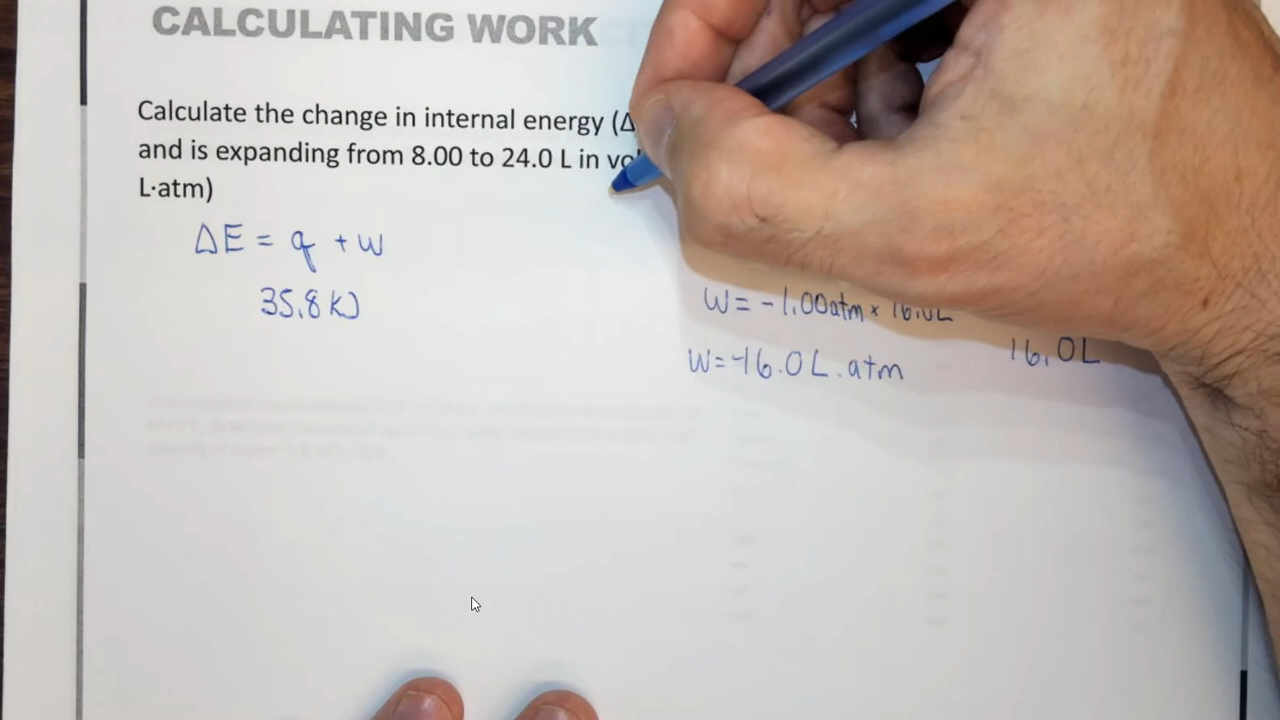 CALCULATING WORK
Calculate the change in internal energy (Δ
and is expanding from 8.00 to 24.0 L in
L·atm)
ΔE = q + w
35.8 kJ
W = -1.00atm × 16.0L
16.0L
W=-16.0 L.atm